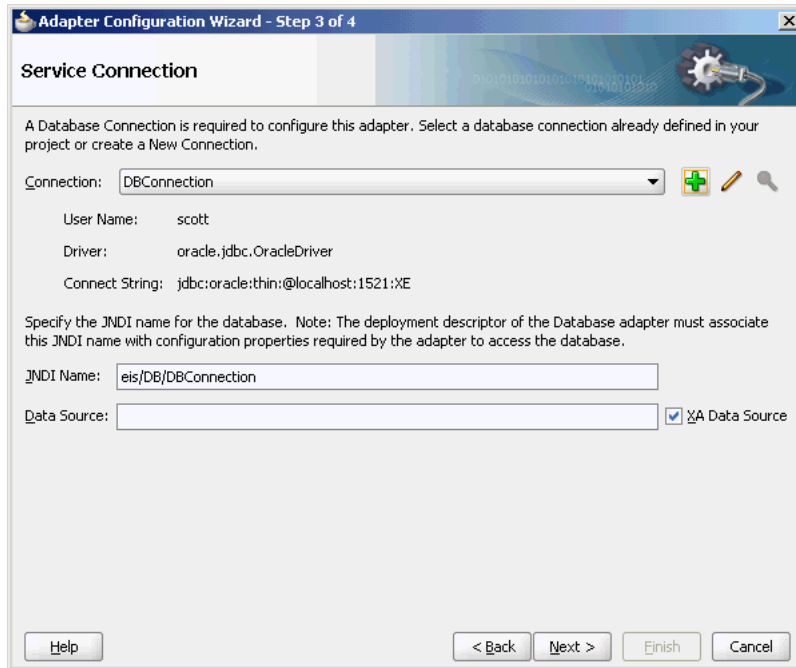 Adapter Configuration Wizard - Step 3 of 4
Service Connection
A Database Connection is required to configure this adapter. Select a database connection already defined in your
project or create a New Connection.
Connection: DBConnection
User Name: scott
Driver: oracle.jdbc.OracleDriver
Connect String: jdbc:oracle:thin:@localhost:1521:XE
Specify the JNDI name for the database. Note: The deployment descriptor of the Database adapter must associate
this JNDI name with configuration properties required by the adapter to access the database.
JNDI Name: eis/DB/DBConnection
Data Source: XA Data Source
Help < Back Next > Finish Cancel